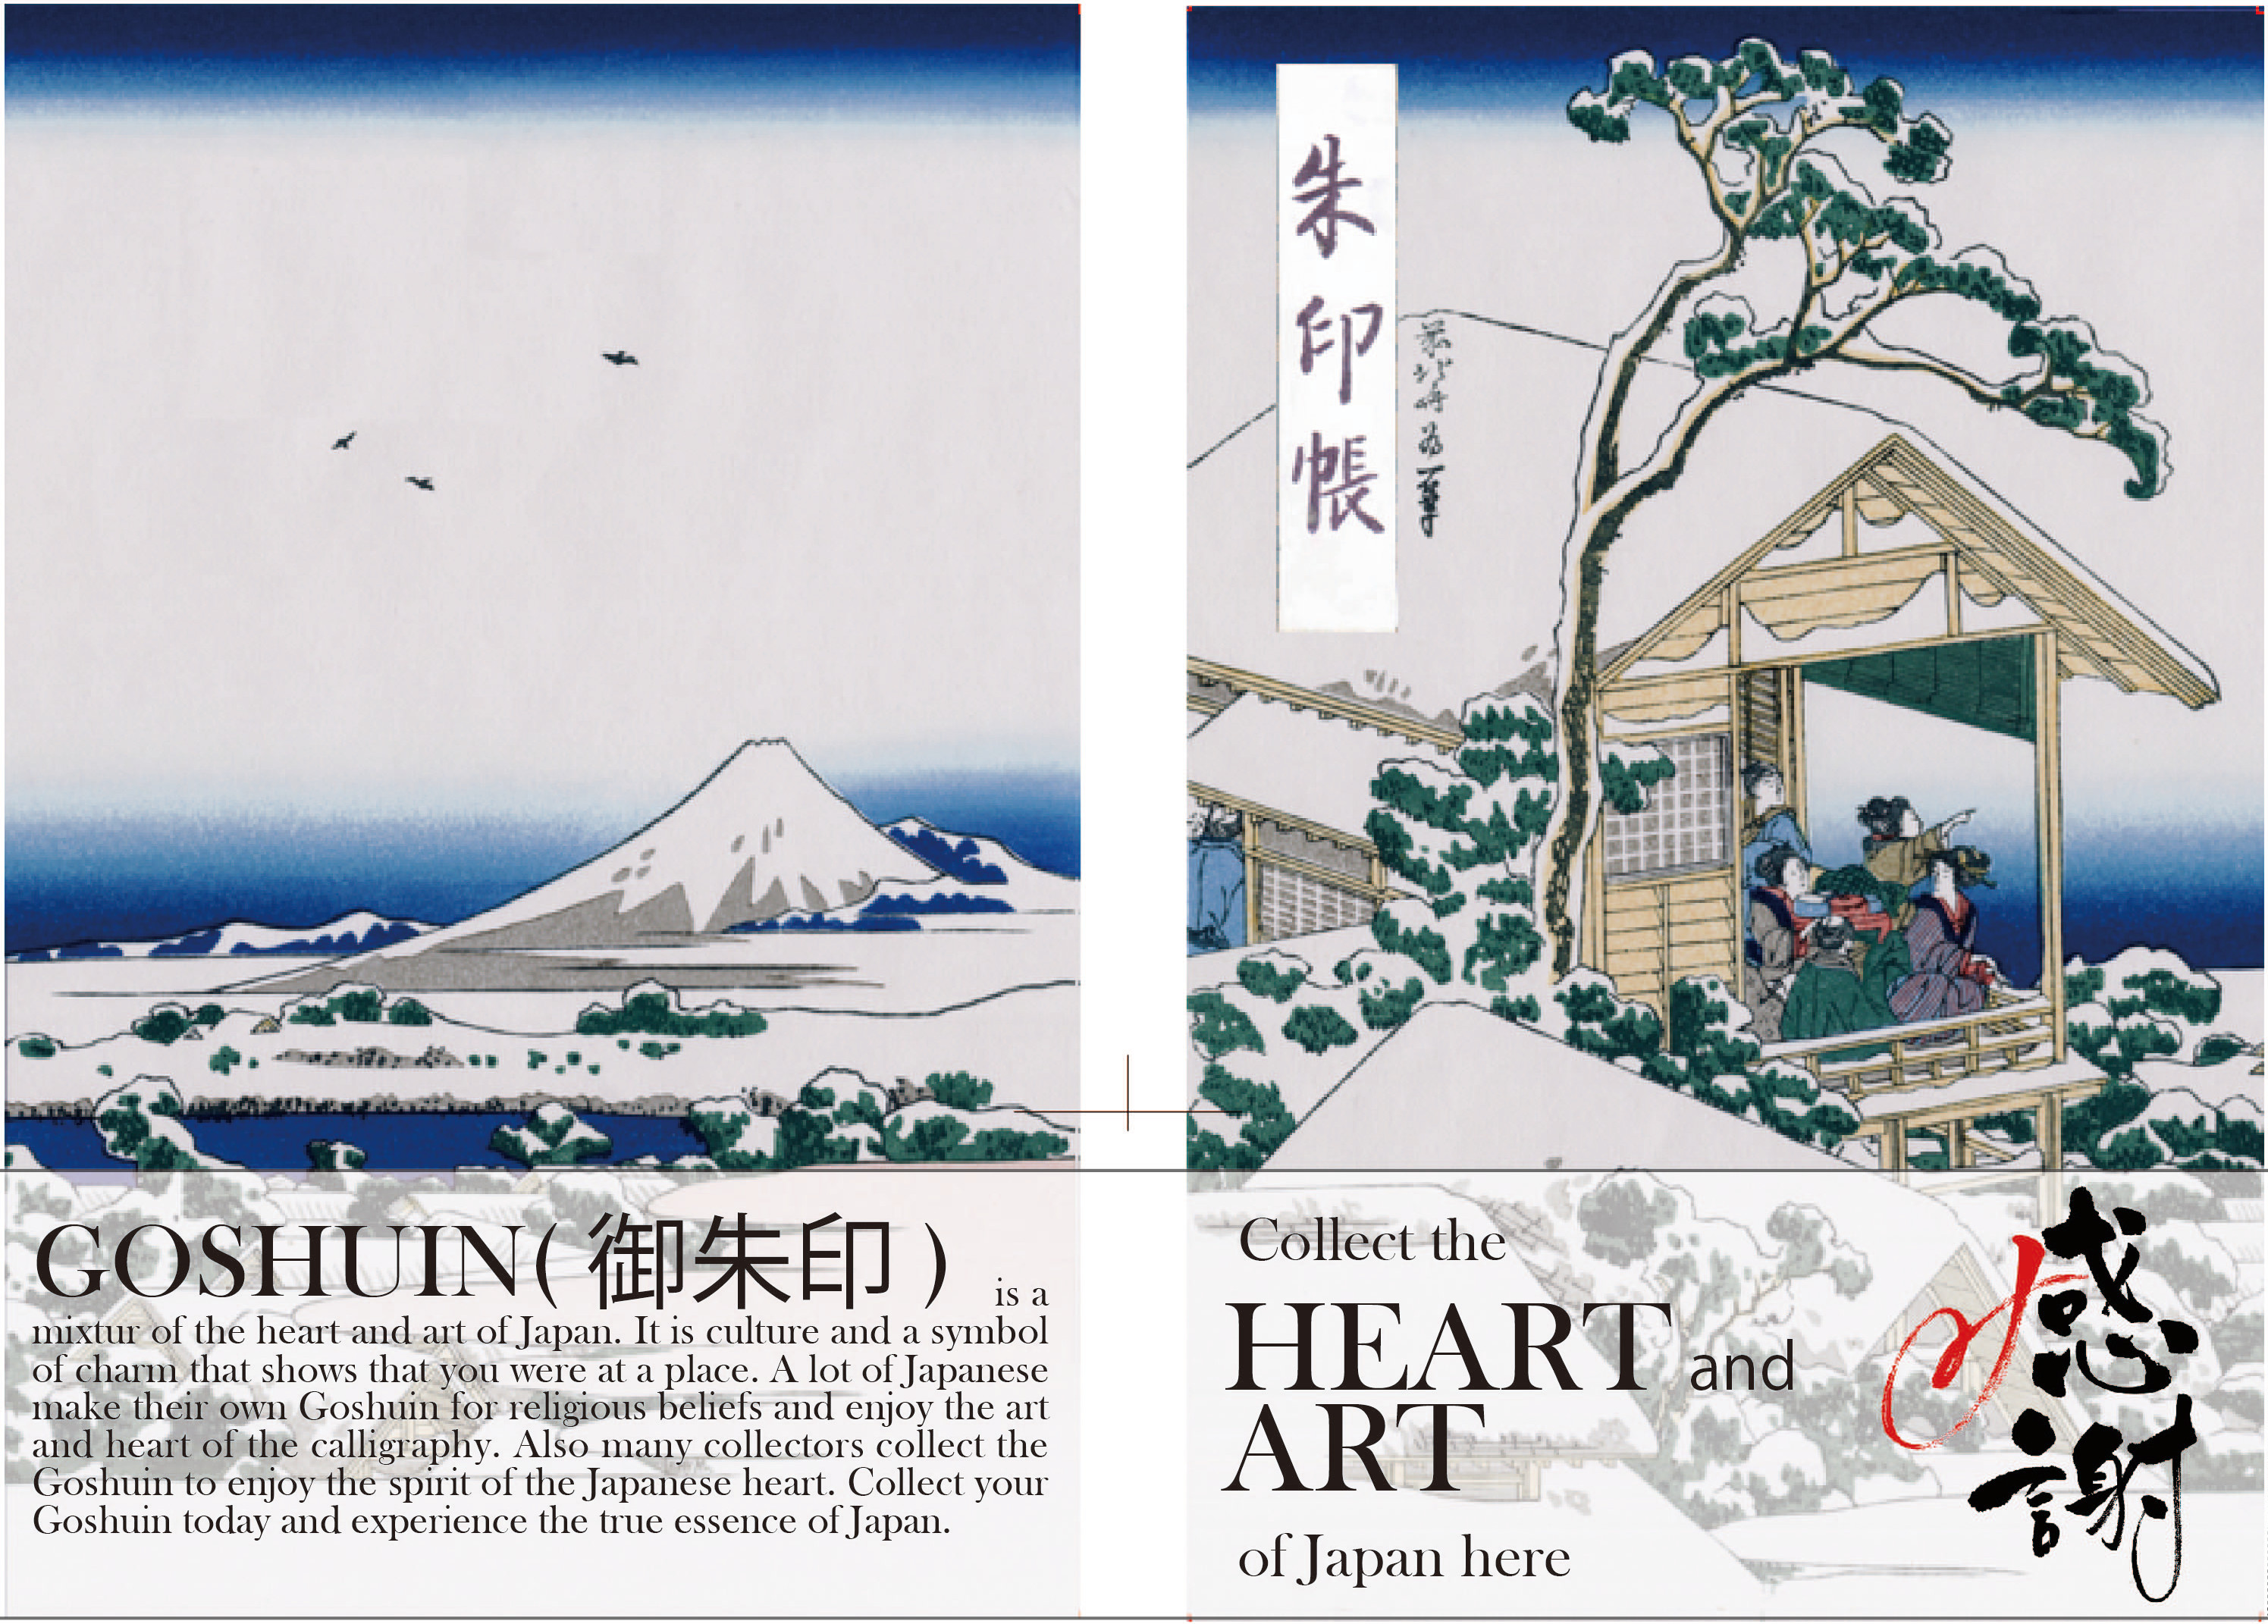 GOSHUIN(御朱印) is a
mixtur of the heart and art of Japan. It is culture and a symbol
of charm that shows that you were at a place. A lot of Japanese
make their own Goshuin for religious beliefs and enjoy the art
and heart of the calligraphy. Also many collectors collect the
Goshuin to enjoy the spirit of the Japanese heart. Collect your
Goshuin today and experience the true essence of Japan.
朱印帳
Collect the
HEART and
ART
of Japan here
感謝